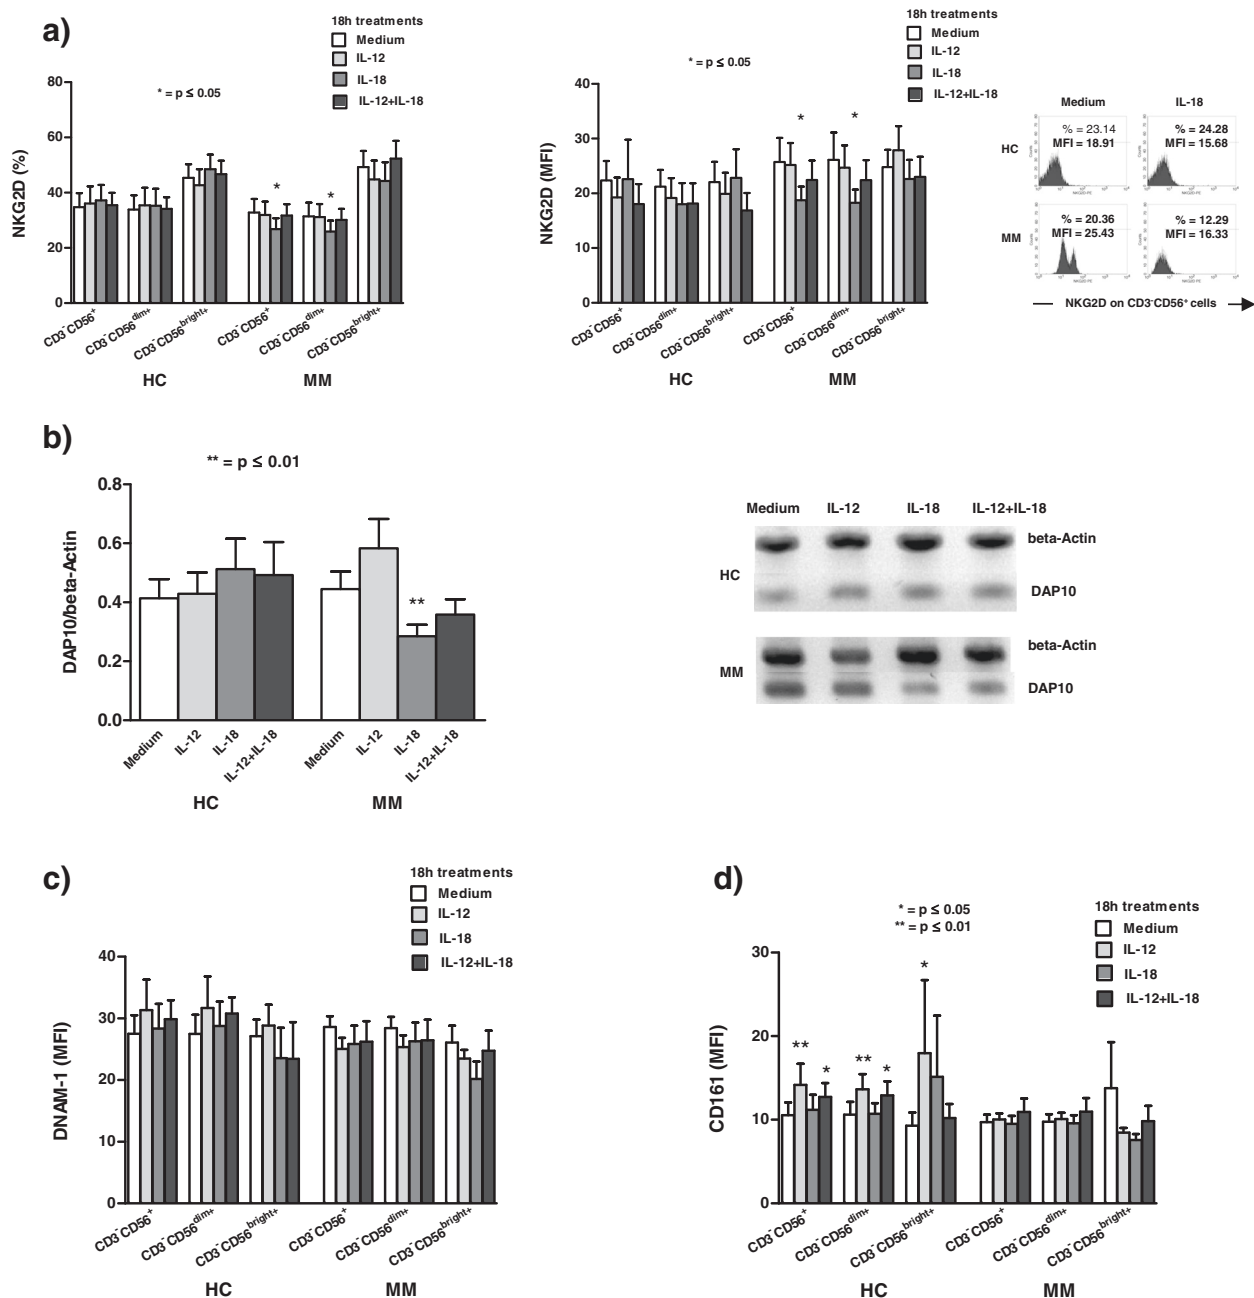 a)
18h treatments
Medium
IL-12
IL-18
IL-12+IL-18
* = p ≤ 0.05
NKG2D (%)
80
60
40
20
0
* *
CD3-CD56+
CD3-CD56dim+
CD3-CD56bright+
CD3-CD56+
CD3-CD56dim+
CD3-CD56bright+
HC MM
18h treatments
Medium
IL-12
IL-18
IL-12+IL-18
* = p ≤ 0.05
NKG2D (MFI)
40
30
20
10
0
* *
CD3-CD56+
CD3-CD56dim+
CD3-CD56bright+
CD3-CD56+
CD3-CD56dim+
CD3-CD56bright+
HC MM
Medium IL-18
HC
% = 23.14
MFI = 18.91
% = 24.28
MFI = 15.68
MM
% = 20.36
MFI = 25.43
% = 12.29
MFI = 16.33
NKG2D on CD3-CD56+ cells
b)
** = p ≤ 0.01
DAP10/beta-Actin
0.8
0.6
0.4
0.2
0.0
**
Medium IL-12 IL-18 IL-12+IL-18
Medium IL-12 IL-18 IL-12+IL-18
HC MM
Medium IL-12 IL-18 IL-12+IL-18
HC
beta-Actin
DAP10
MM
beta-Actin
DAP10
c)
18h treatments
Medium
IL-12
IL-18
IL-12+IL-18
DNAM-1 (MFI)
40
30
20
10
0
CD3-CD56+
CD3-CD56dim+
CD3-CD56bright+
CD3-CD56+
CD3-CD56dim+
CD3-CD56bright+
HC MM
d)
* = p ≤ 0.05
** = p ≤ 0.01
18h treatments
Medium
IL-12
IL-18
IL-12+IL-18
CD161 (MFI)
30
20
10
0
** * ** * *
CD3-CD56+
CD3-CD56dim+
CD3-CD56bright+
CD3-CD56+
CD3-CD56dim+
CD3-CD56bright+
HC MM